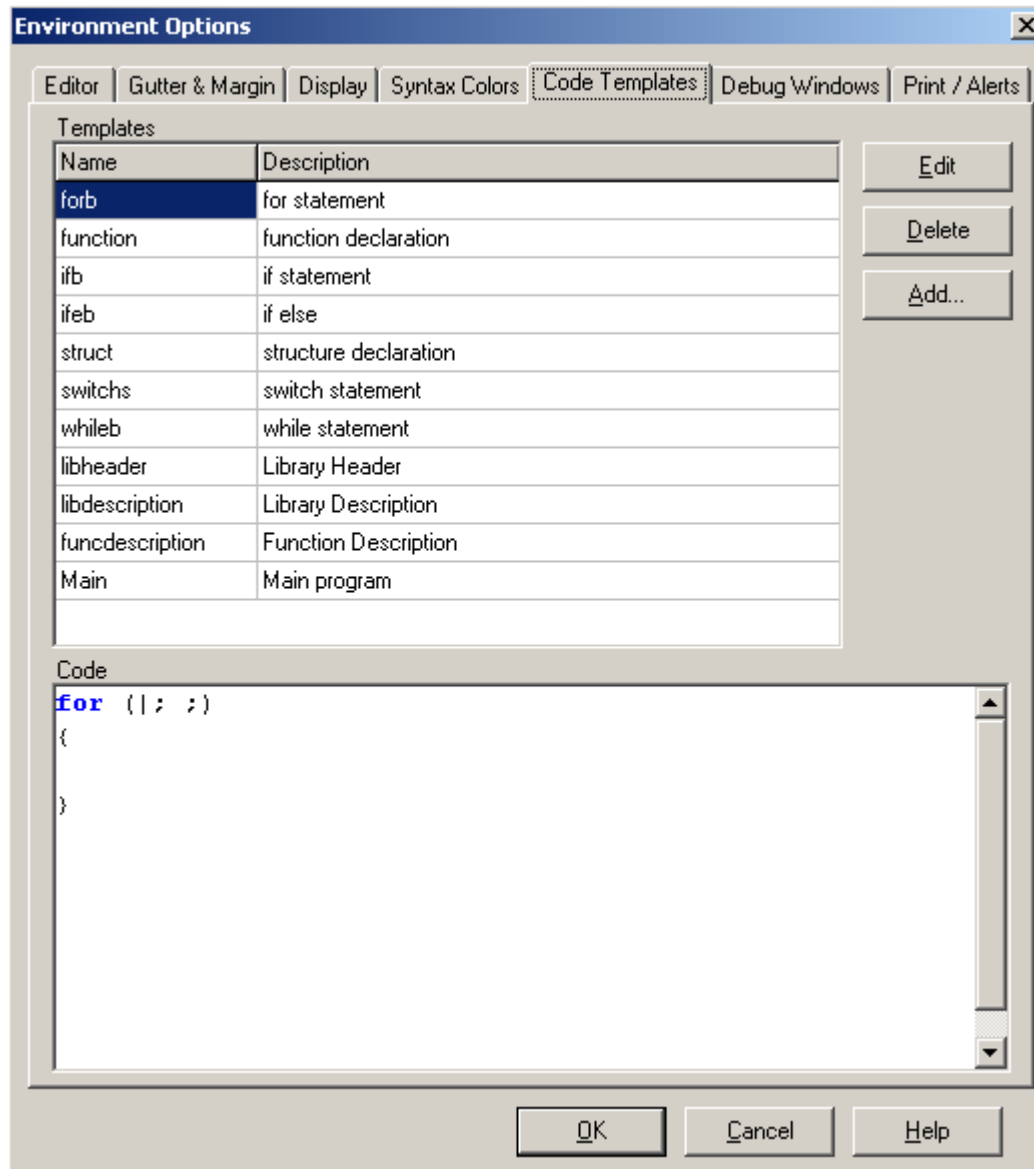 Environment Options
Editor Gutter & Margin Display Syntax Colors Code Templates Debug Windows Print / Alerts
Templates
Name Description
forb for statement
function function declaration
ifb if statement
ifeb if else
struct structure declaration
switchs switch statement
whileb while statement
libheader Library Header
libdescription Library Description
funcdescription Function Description
Main Main program
Edit
Delete
Add...
Code
for (|; ;)
{
}
OK Cancel Help